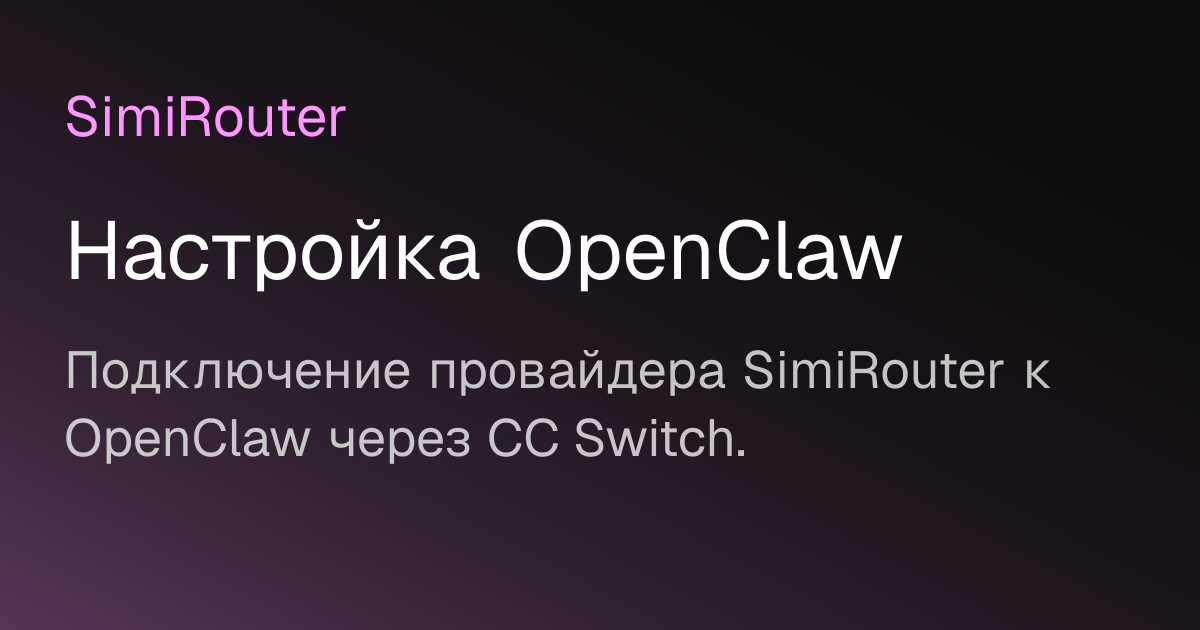 SimiRouter
Настройка OpenClaw
Подключение провайдера SimiRouter к
OpenClaw через CC Switch.